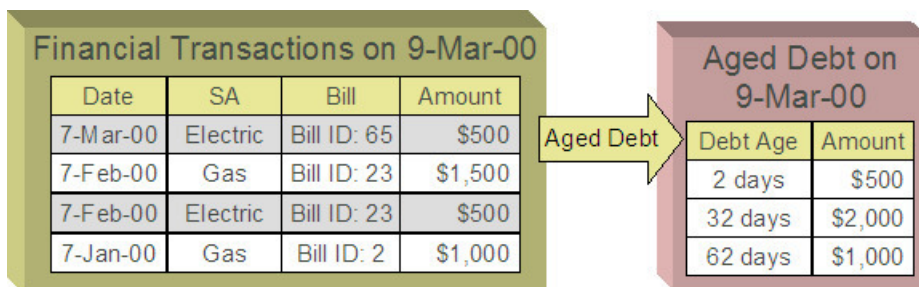 Financial Transactions on 9-Mar-00
Date SA Bill Amount
7-Mar-00 Electric Bill ID: 65 $500
7-Feb-00 Gas Bill ID: 23 $1,500
7-Feb-00 Electric Bill ID: 23 $500
7-Jan-00 Gas Bill ID: 2 $1,000
Aged Debt
Aged Debt on
9-Mar-00
Debt Age Amount
2 days $500
32 days $2,000
62 days $1,000